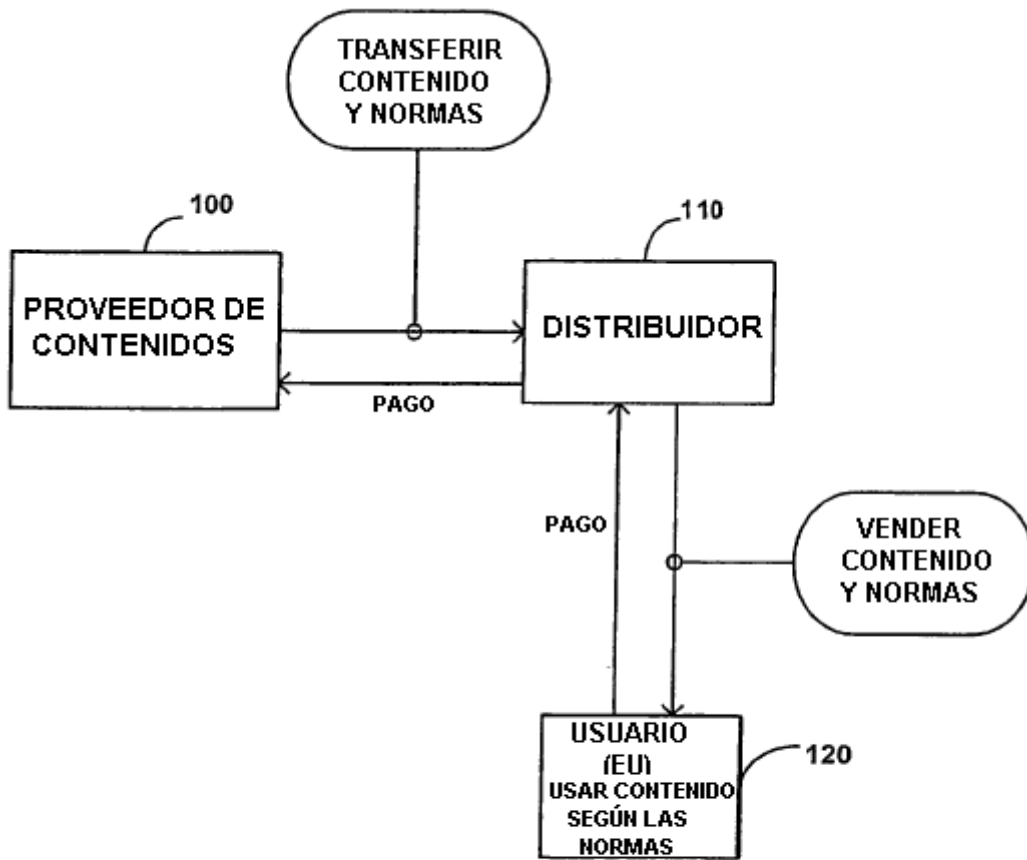 TRANSFERIR
CONTENIDO
Y NORMAS
100
110
PROVEEDOR DE
CONTENIDOS
DISTRIBUIDOR
PAGO
PAGO
VENDER
CONTENIDO
Y NORMAS
USUARIO
(EU)
USAR CONTENIDO
SEGÚN LAS
NORMAS
120